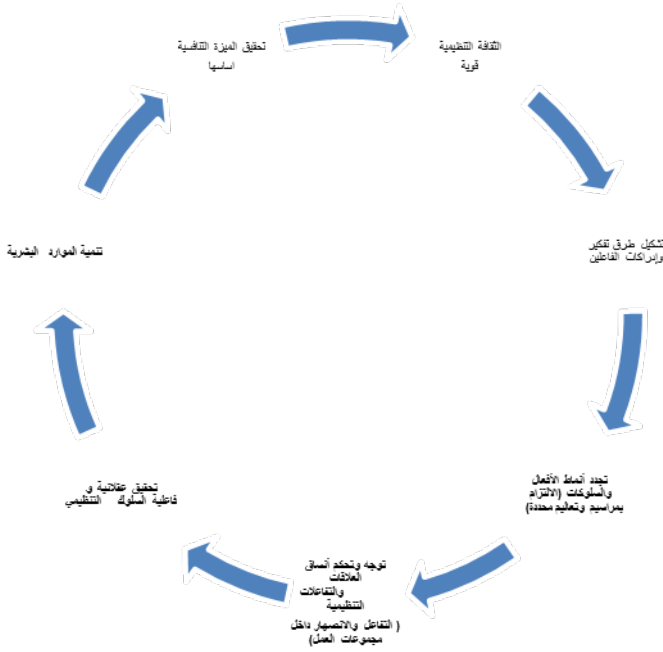 الثقافة التنظيمية
قوية
تشكيل طرق تفكير
وإدراكات الفاعلين
تحدد أنماط الأفعال
والسلوكات (الالتزام
بمراسيم وتعاليم محددة)
توجه وتحكم أنساق
العلاقات
والتفاعلات
التنظيمية
( التفاعل والانصهار داخل
مجموعات العمل)
تحقيق عقلانية و
فاعلية السلوك التنظيمي
تنمية الموارد البشرية
تحقيق الميزة التنافسية
اساسها